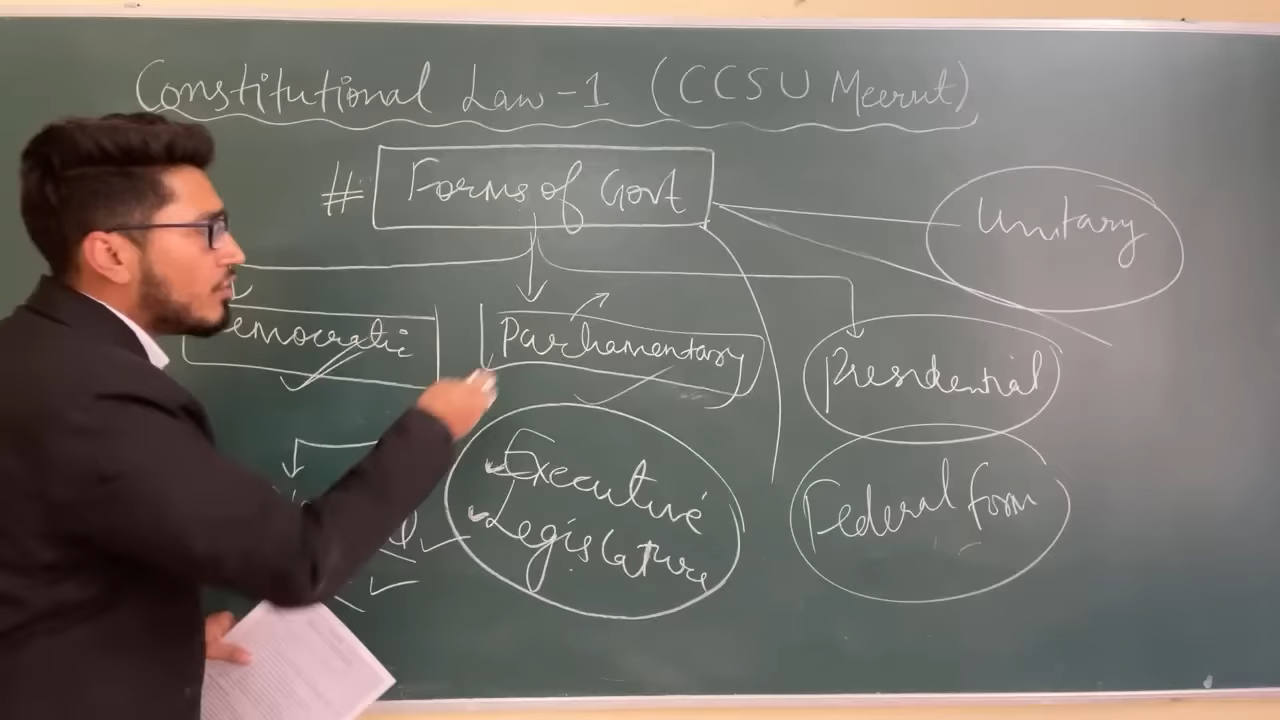 Constitutional Law-1 (CCSU Meerut)
# Forms of Govt
Unitary
emocratic
Parliamentary
Presidential
Executive
Legislature
Federal form